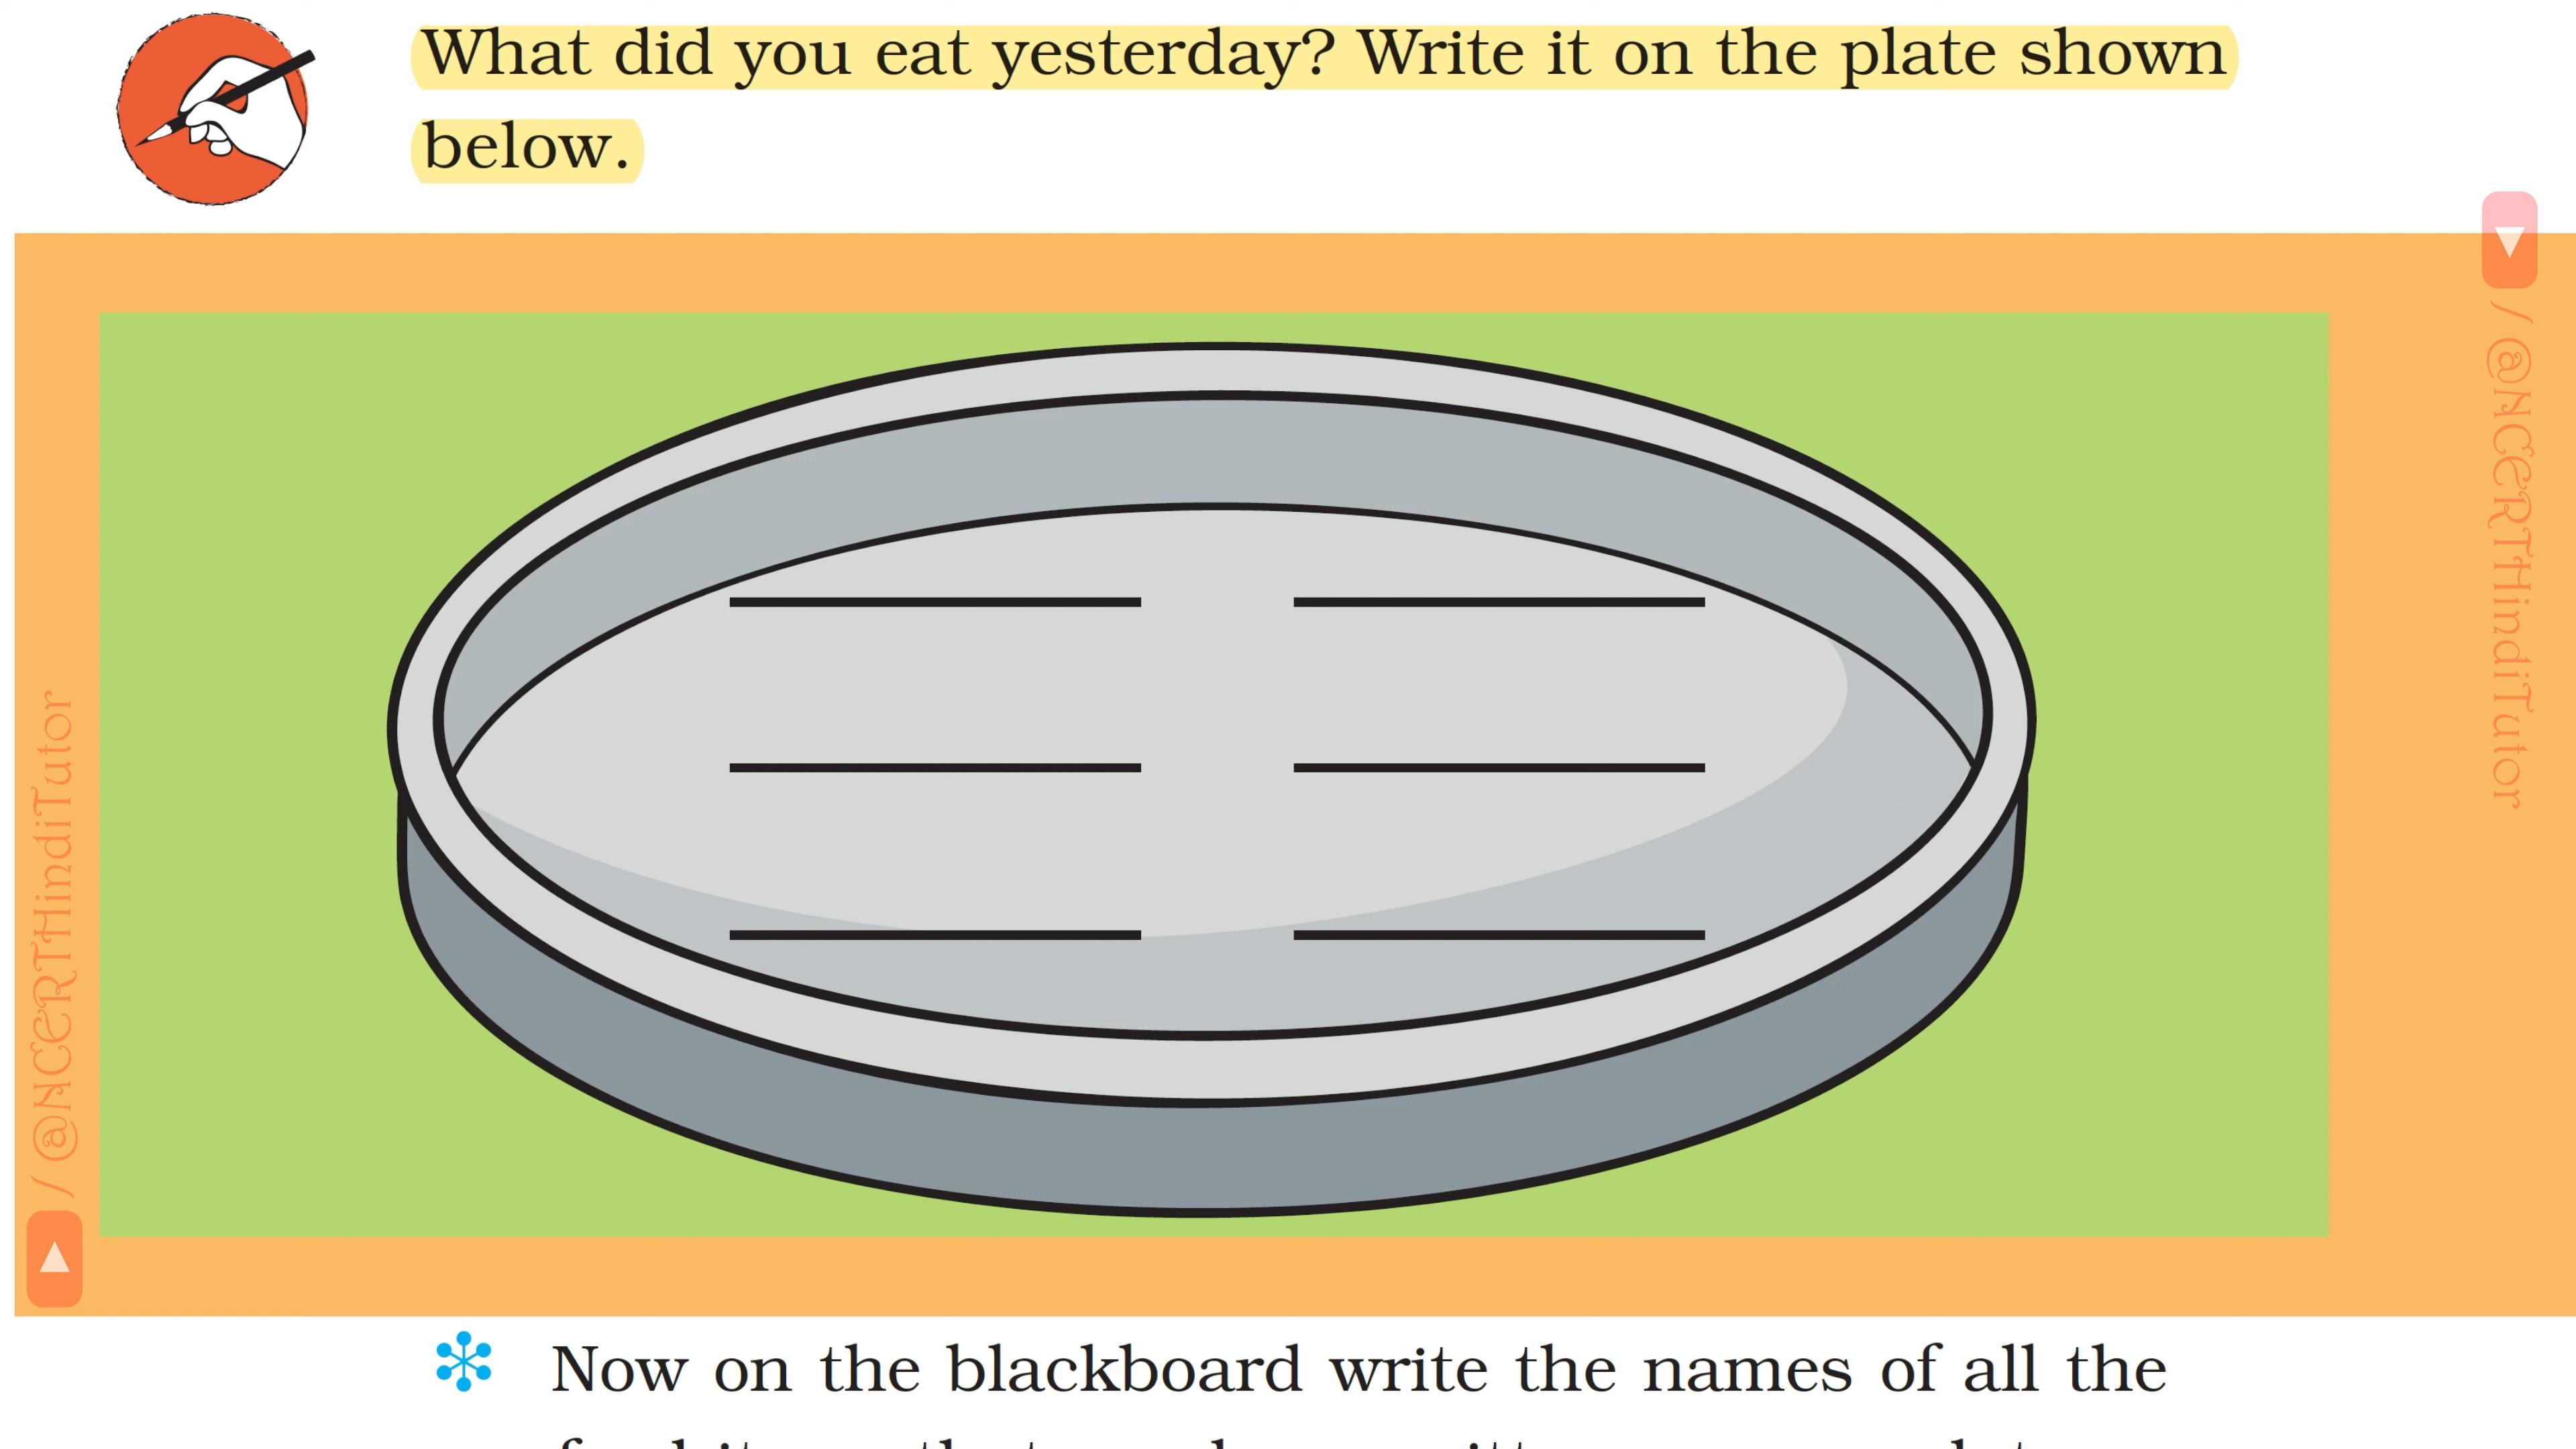 What did you eat yesterday? Write it on the plate shown
below.
/ @NCERTHindiTutor
/ @NCERTHindiTutor
Now on the blackboard write the names of all the